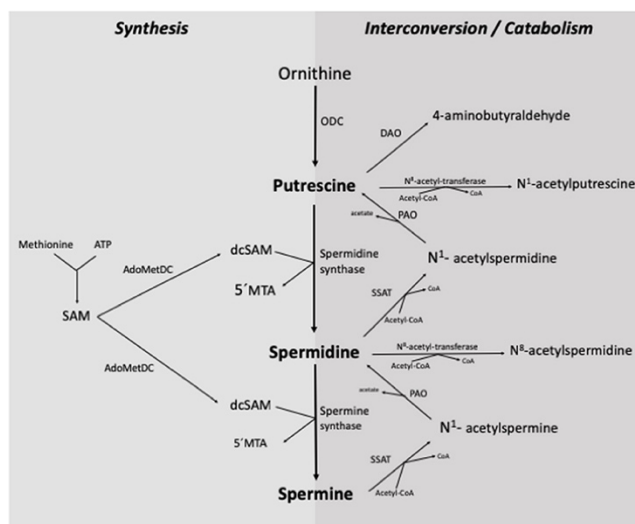 Synthesis
Interconversion / Catabolism
Ornithine
ODC
4-aminobutyraldehyde
DAO
Putrescine
N⁸-acetyl-transferase
Acetyl-CoA
CoA
N¹-acetylputrescine
acetate
PAO
Methionine
ATP
AdoMetDC
dcSAM
Spermidine
synthase
N¹- acetylspermidine
5´MTA
SSAT
CoA
Acetyl-CoA
SAM
Spermidine
N⁸-acetyl-transferase
Acetyl-CoA
CoA
N⁸-acetylspermidine
AdoMetDC
acetate
PAO
dcSAM
Spermine
synthase
N¹- acetylspermine
5´MTA
SSAT
CoA
Acetyl-CoA
Spermine